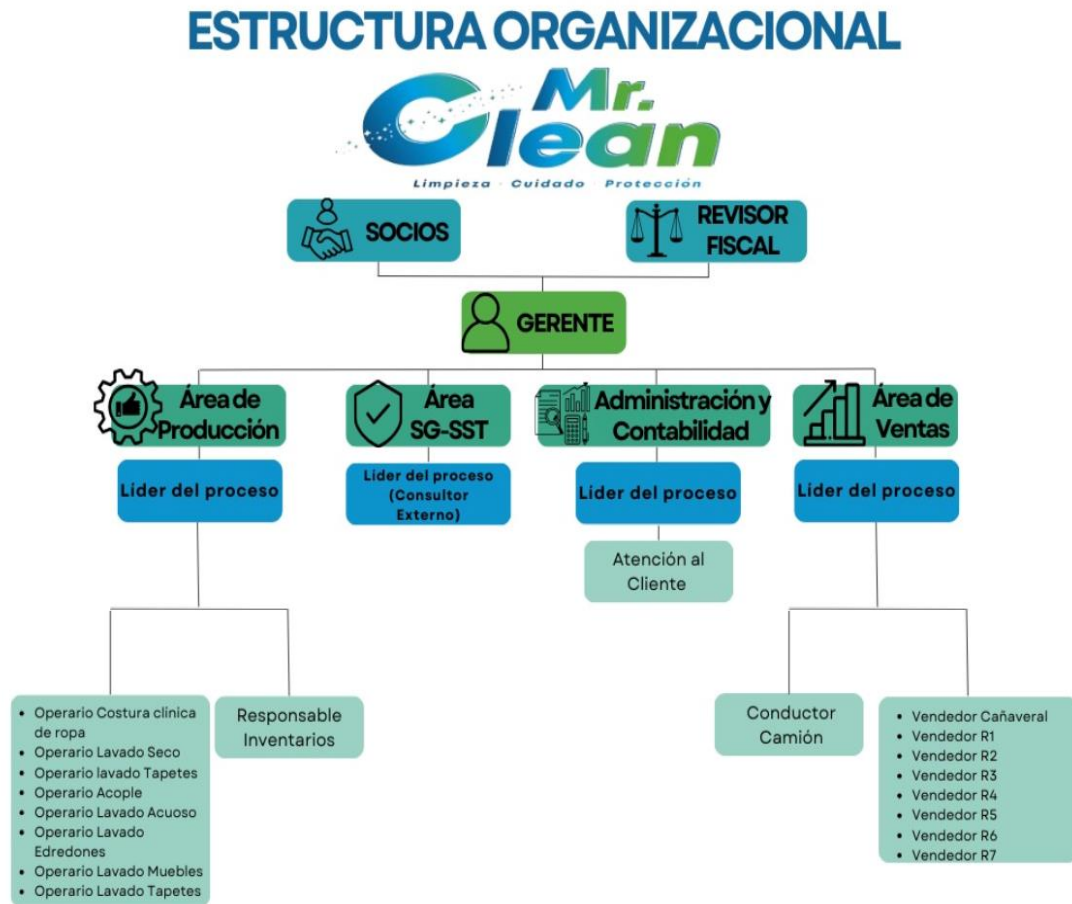 ESTRUCTURA ORGANIZACIONAL
Mr.
Clean
Limpieza · Cuidado · Protección
SOCIOS
REVISOR
FISCAL
GERENTE
Área de
Producción
Área
SG-SST
Administración y
Contabilidad
Área de
Ventas
Líder del proceso
Líder del proceso
(Consultor
Externo)
Líder del proceso
Líder del proceso
Atención al
Cliente
• Operario Costura clínica
de ropa
• Operario Lavado Seco
• Operario lavado Tapetes
• Operario Acople
• Operario Lavado Acuoso
• Operario Lavado
Edredones
• Operario Lavado Muebles
• Operario Lavado Tapetes
Responsable
Inventarios
Conductor
Camión
• Vendedor Cañaveral
• Vendedor R1
• Vendedor R2
• Vendedor R3
• Vendedor R4
• Vendedor R5
• Vendedor R6
• Vendedor R7